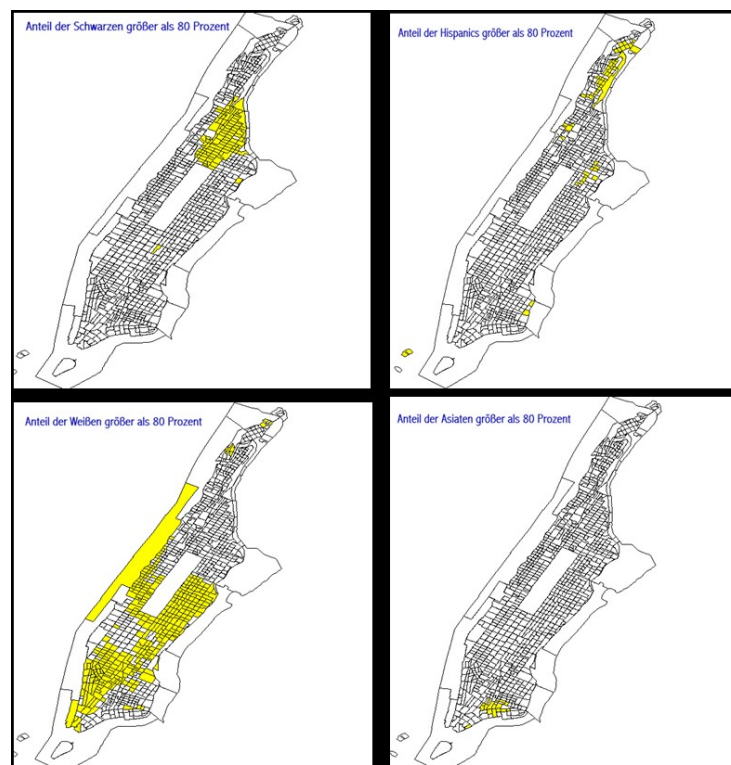 Anteil der Schwarzen größer als 80 Prozent
Anteil der Hispanics größer als 80 Prozent
Anteil der Weißen größer als 80 Prozent
Anteil der Asiaten größer als 80 Prozent